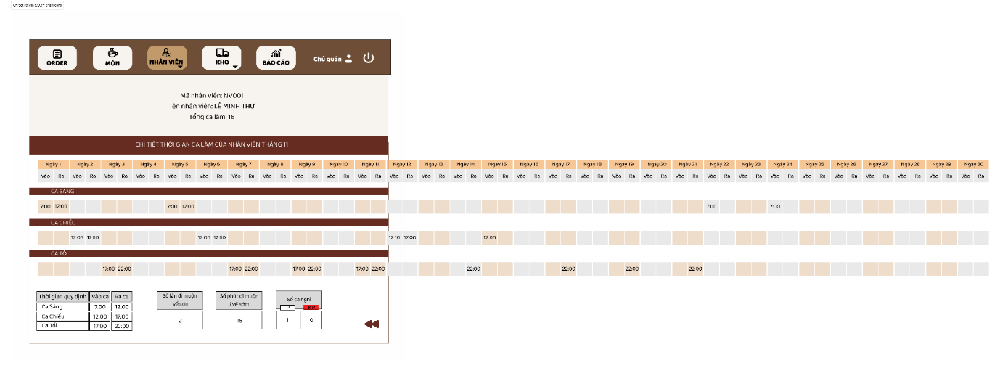 Chi tiết ca làm từ Xem chấm công
ORDER MÓN NHÂN VIÊN KHO BÁO CÁO Chủ quán
Mã nhân viên: NV001
Tên nhân viên: LÊ MINH THƯ
Tổng ca làm: 16
CHI TIẾT THỜI GIAN CA LÀM CỦA NHÂN VIÊN THÁNG 11
Ngày 1 Ngày 2 Ngày 3 Ngày 4 Ngày 5 Ngày 6 Ngày 7 Ngày 8 Ngày 9 Ngày 10 Ngày 11 Ngày 12 Ngày 13 Ngày 14 Ngày 15 Ngày 16 Ngày 17 Ngày 18 Ngày 19 Ngày 20 Ngày 21 Ngày 22 Ngày 23 Ngày 24 Ngày 25 Ngày 26 Ngày 27 Ngày 28 Ngày 29 Ngày 30
Vào Ra Vào Ra Vào Ra Vào Ra Vào Ra Vào Ra Vào Ra Vào Ra Vào Ra Vào Ra Vào Ra Vào Ra Vào Ra Vào Ra Vào Ra Vào Ra Vào Ra Vào Ra Vào Ra Vào Ra Vào Ra Vào Ra Vào Ra Vào Ra Vào Ra Vào Ra Vào Ra Vào Ra Vào Ra Vào Ra
CA SÁNG
7:00 12:00 7:00 12:00 7:00 7:00
CA CHIỀU
12:05 17:00 12:00 17:00 12:10 17:00 12:00
CA TỐI
17:00 22:00 17:00 22:00 17:00 22:00 17:00 22:00 22:00 22:00 22:00 22:00
Thời gian quy định Vào ca Ra ca
Ca Sáng 7:00 12:00
Ca Chiều 12:00 17:00
Ca Tối 17:00 22:00
Số lần đi muộn
/ về sớm
2
Số phút đi muộn
/ về sớm
15
Số ca nghỉ
P KP
1 0